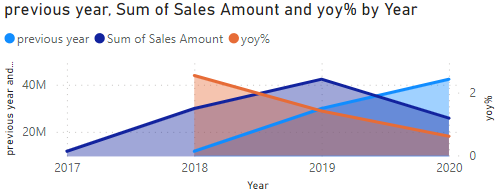 previous year, Sum of Sales Amount and yoy% by Year
previous year Sum of Sales Amount yoy%
previous year and...
40M
20M
2
0
yoy%
2017 2018 2019 2020
Year